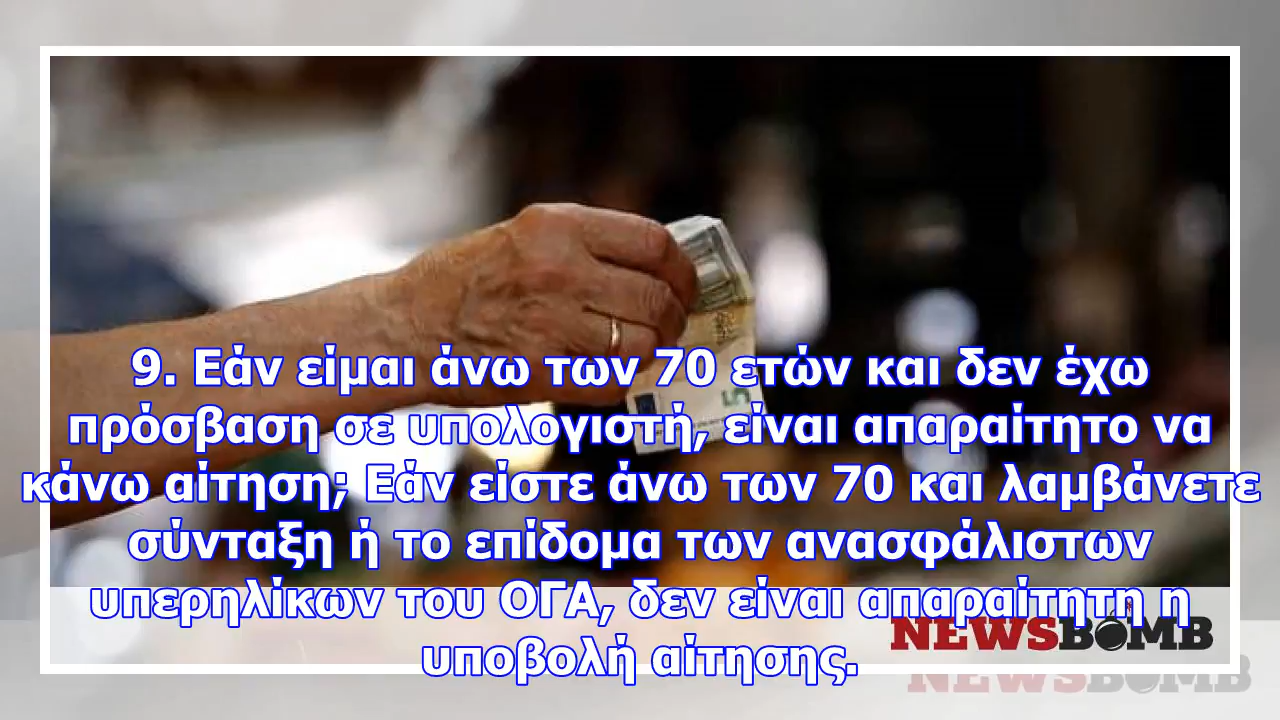 9. Εάν είμαι άνω των 70 ετών και δεν έχω
πρόσβαση σε υπολογιστή, είναι απαραίτητο να
κάνω αίτηση; Εάν είστε άνω των 70 και λαμβάνετε
σύνταξη ή το επίδομα των ανασφάλιστων
υπερηλίκων του ΟΓΑ, δεν είναι απαραίτητη η
υποβολή αίτησης.
NEWSBOMB
5